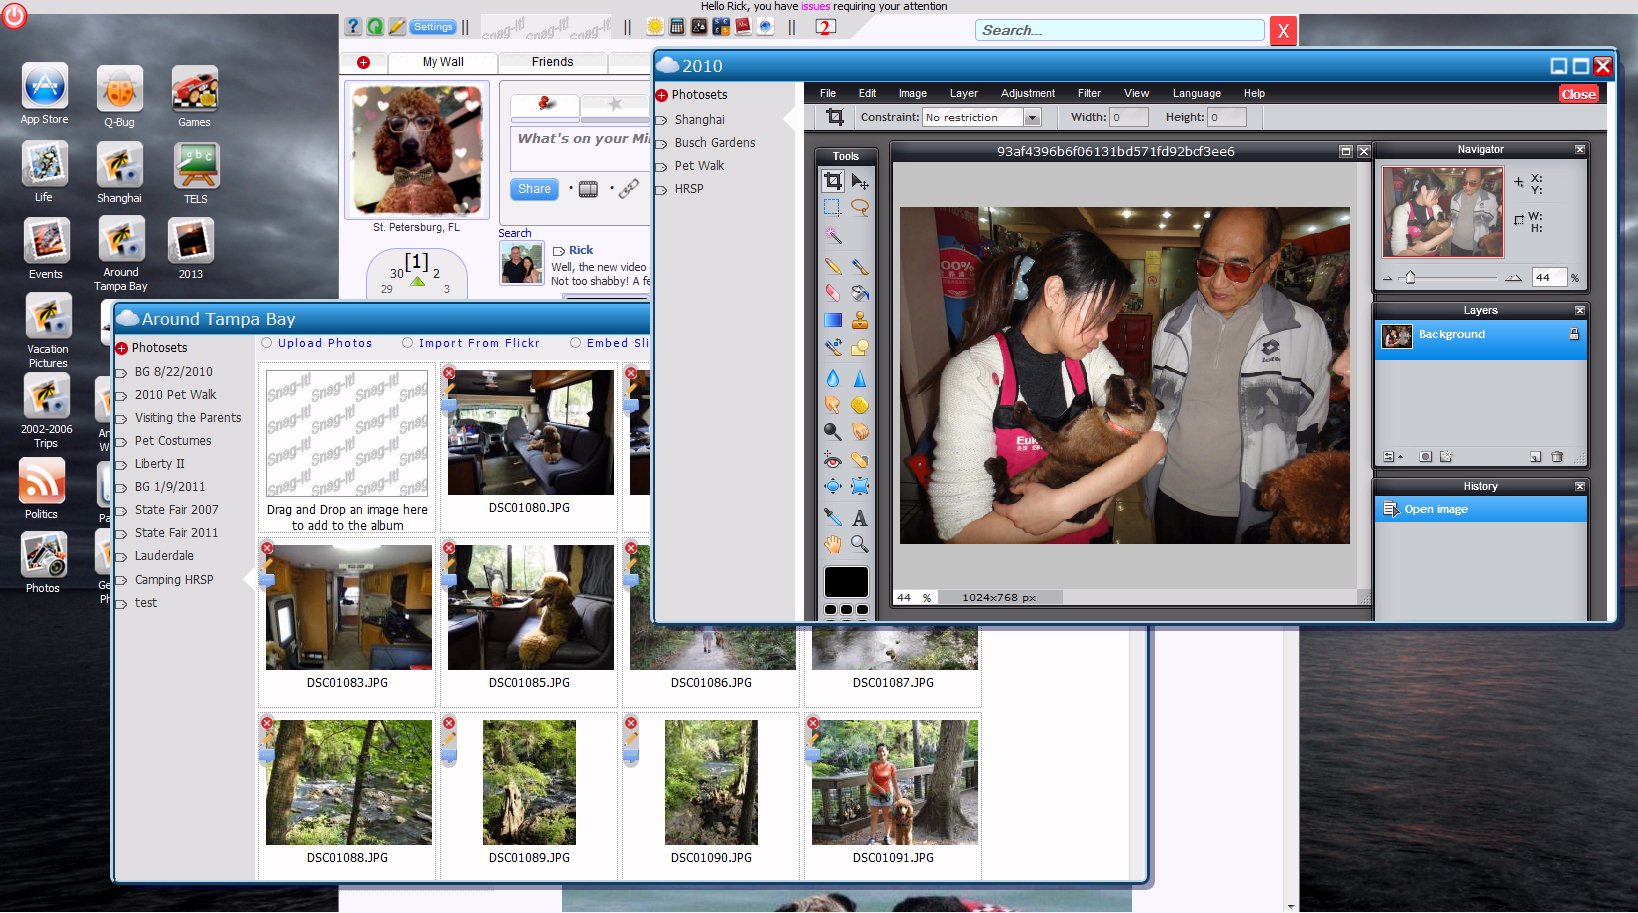 Hello Rick, you have issues requiring your attention
Settings
||
||
||
2
Search...
X
App Store
Q-Bug
Games
Life
Shanghai
TELS
Events
Around
Tampa Bay
2013
Vacation
Pictures
2002-2006
Trips
Politics
Photos
My Wall
Friends
St. Petersburg, FL
30 [1] 2
29 3
What's on your Mi
Share
Search
Rick
Well, the new video
Not too shabby! A fe
Around Tampa Bay
Photosets
BG 8/22/2010
2010 Pet Walk
Visiting the Parents
Pet Costumes
Liberty II
BG 1/9/2011
State Fair 2007
State Fair 2011
Lauderdale
Camping HRSP
test
Upload Photos
Import From Flickr
Embed Sli
Snag-It!
Drag and Drop an image here
to add to the album
DSC01080.JPG
DSC01083.JPG
DSC01085.JPG
DSC01086.JPG
DSC01087.JPG
DSC01088.JPG
DSC01089.JPG
DSC01090.JPG
DSC01091.JPG
2010
Photosets
Shanghai
Busch Gardens
Pet Walk
HRSP
File Edit Image Layer Adjustment Filter View Language Help
Close
Constraint: No restriction Width: 0 Height: 0
Tools
93af4396b6f06131bd571fd92bcf3ee6
100%
44 % 1024x768 px
Navigator
X:
Y:
W:
H:
44 %
Layers
Background
History
Open image